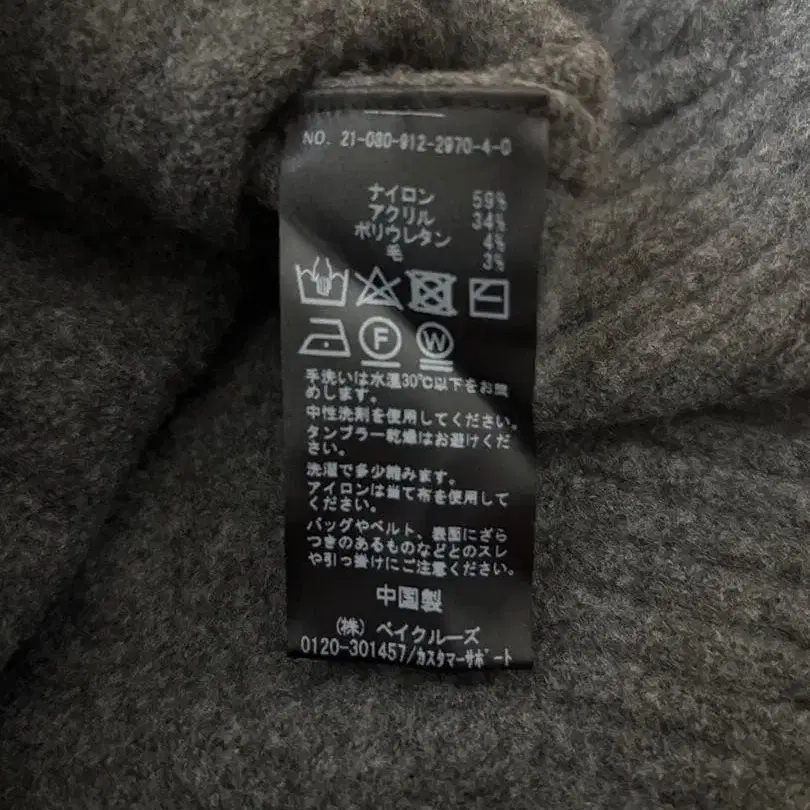 NO. 21-080-912-2970-4-0
ナイロン 59%
アクリル 34%
ポリウレタン 4%
毛 3%
F W
手洗いは水温30℃以下をお勧
めします。
中性洗剤を使用してください。
タンブラー乾燥はお避けくだ
さい。
洗濯で多少縮みます。
アイロンは当て布を使用して
ください。
バッグやベルト、表面にざら
つきのあるものなどとのスレ
や引っ掛けにご注意ください。
中国製
(株) ベイクルーズ
0120-301457/カスタマーサポート